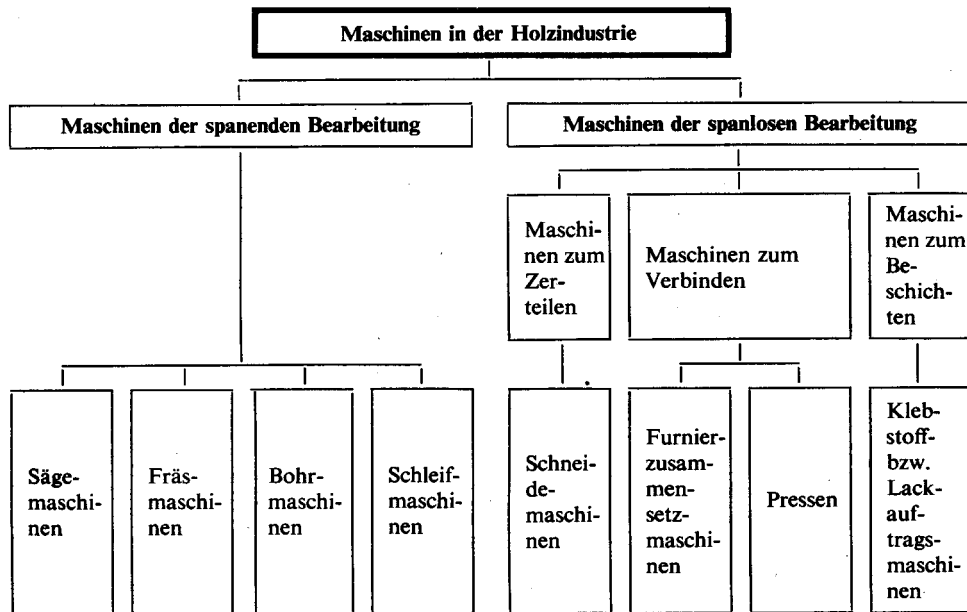 Maschinen in der Holzindustrie
Maschinen der spanenden Bearbeitung
Maschinen der spanlosen Bearbeitung
Maschi-
nen zum
Zer-
teilen
Maschinen zum
Verbinden
Maschi-
nen zum
Be-
schich-
ten
Säge-
maschi-
nen
Fräs-
maschi-
nen
Bohr-
maschi-
nen
Schleif-
maschi-
nen
Schnei-
de-
maschi-
nen
Furnier-
zusam-
men-
setz-
maschi-
nen
Pressen
Kleb-
stoff-
bzw.
Lack-
auf-
trags-
maschi-
nen